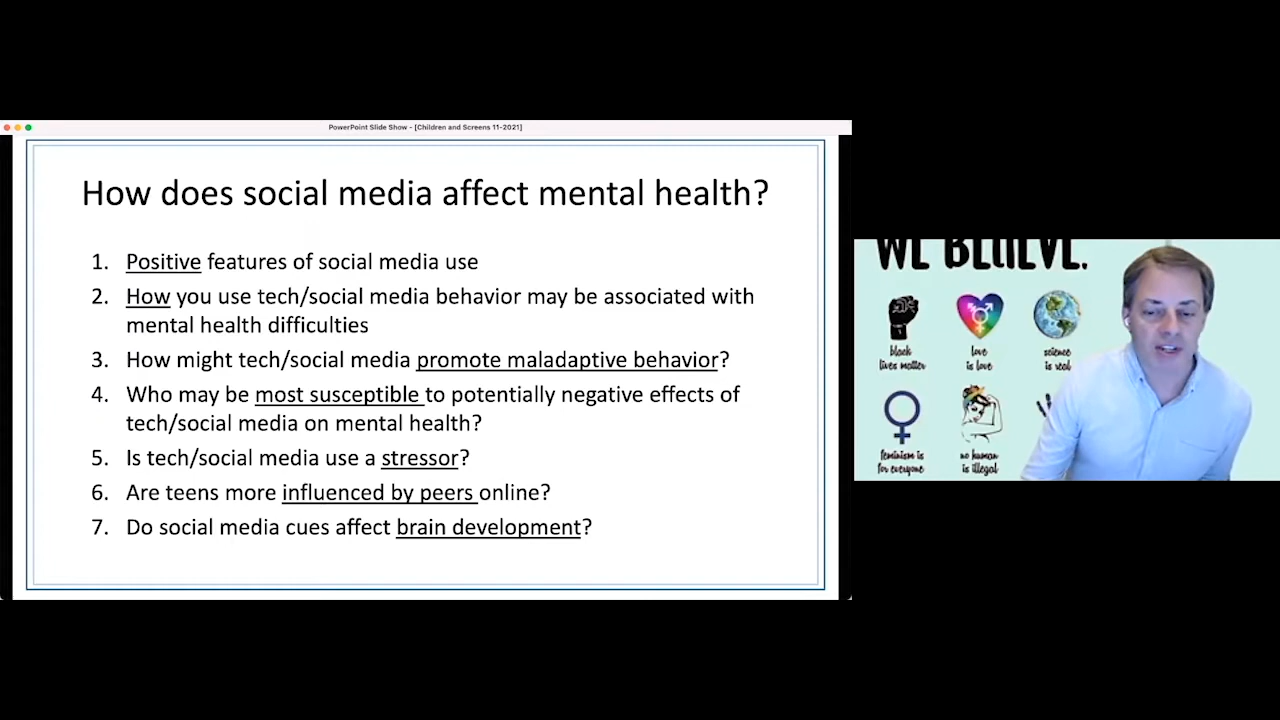 PowerPoint Slide Show - [Children and Screens 11-2021]
How does social media affect mental health?
1. Positive features of social media use
2. How you use tech/social media behavior may be associated with
mental health difficulties
3. How might tech/social media promote maladaptive behavior?
4. Who may be most susceptible to potentially negative effects of
tech/social media on mental health?
5. Is tech/social media use a stressor?
6. Are teens more influenced by peers online?
7. Do social media cues affect brain development?
WE BELIEVE.
black
lives matter
love
is love
science
is real
feminism is
for everyone
no human
is illegal